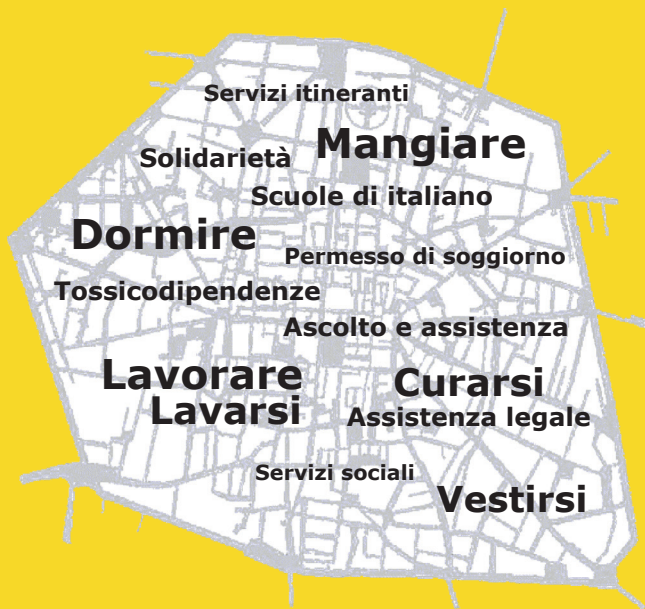 Servizi itineranti
Mangiare
Solidarietà
Scuole di italiano
Dormire
Permesso di soggiorno
Tossicodipendenze
Ascolto e assistenza
Lavorare
Curarsi
Lavarsi
Assistenza legale
Servizi sociali
Vestirsi